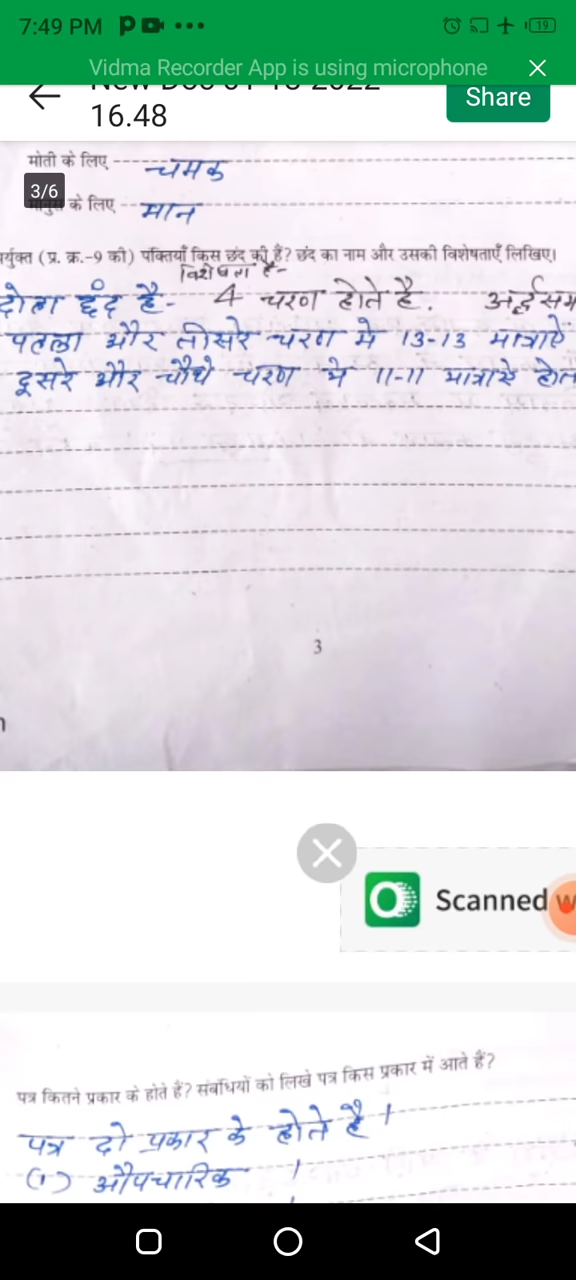 7:49 PM P ••• 19
Vidma Recorder App is using microphone
16.48
Share
मोती के लिए चमक
3/6
के लिए मान
(प्र. क्र.-9 की) पंक्तियाँ किस छंद की हैं? छंद का नाम और उसकी विशेषताएँ लिखिए।
है-
छंद है- 4 चरण होते है.
और तीसरे चरण मे 13-13 मात्राऐं
दूसरे और चौथे चरण मे 11-11 मात्राऐ
3
Scanned w
पत्र कितने प्रकार के होते हैं? संबंधियों को लिखे पत्र किस प्रकार में आते हैं?
पत्र दो प्रकार के होते है।
(1) औपचारिक